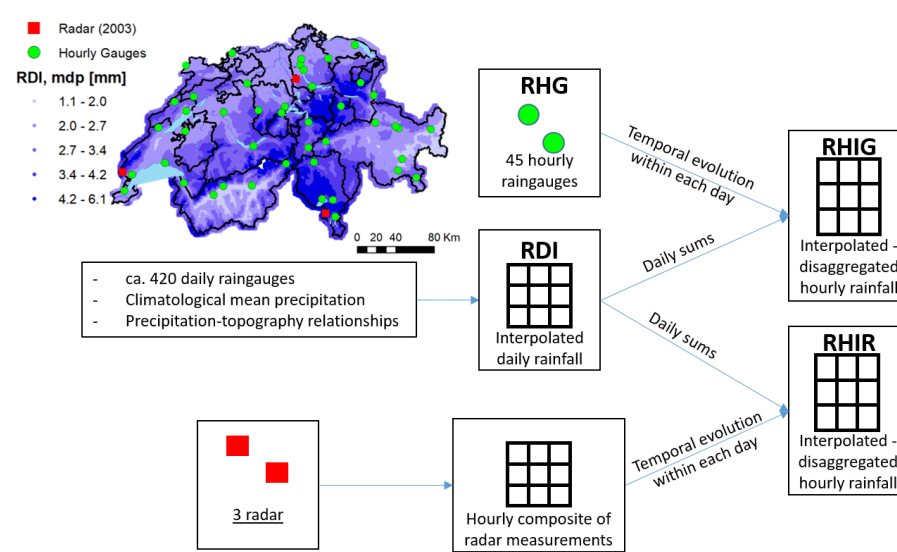 Radar (2003)
Hourly Gauges
RDI, mdp [mm]
1.1 - 2.0
2.0 - 2.7
2.7 - 3.4
3.4 - 4.2
4.2 - 6.1
0 20 40 80 Km
RHG
45 hourly
raingauges
Temporal evolution
within each day
RHIG
Interpolated -
disaggregated
hourly rainfall
- ca. 420 daily raingauges
- Climatological mean precipitation
- Precipitation-topography relationships
RDI
Interpolated
daily rainfall
Daily sums
Daily sums
RHIR
Interpolated -
disaggregated
hourly rainfall
3 radar
Hourly composite of
radar measurements
Temporal evolution
within each day